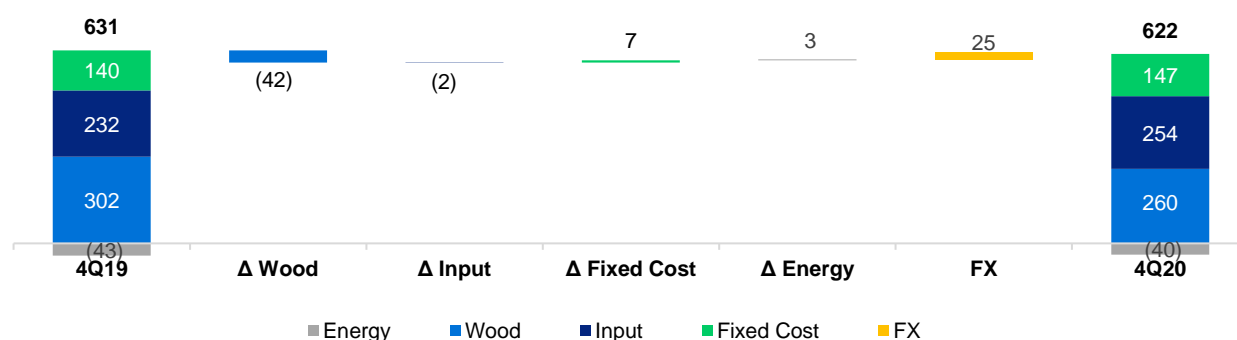 631
622
7
3
25
140
(42)
(2)
147
232
254
302
260
(43)
(40)
4Q19
Δ Wood
Δ Input
Δ Fixed Cost
Δ Energy
FX
4Q20
Energy
Wood
Input
Fixed Cost
FX